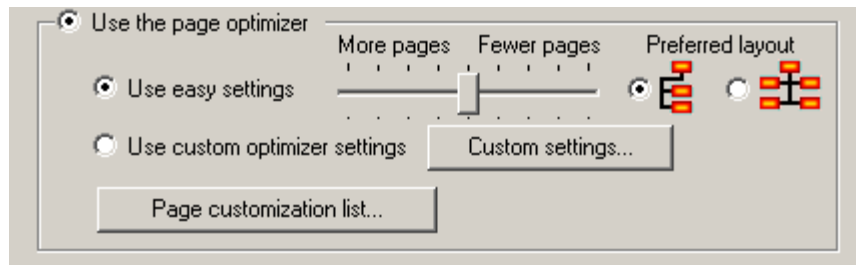 Use the page optimizer
More pages Fewer pages Preferred layout
Use easy settings
Use custom optimizer settings Custom settings...
Page customization list...